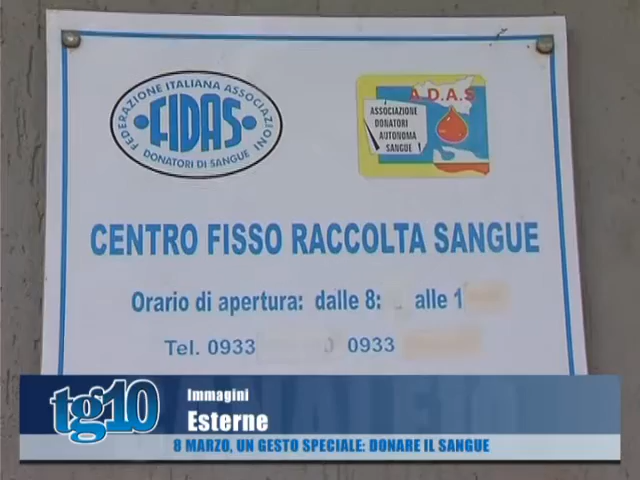 FEDERAZIONE ITALIANA ASSOCIAZIONI
FIDAS
DONATORI DI SANGUE
A.D.A.S
ASSOCIAZIONE
DONATORI
AUTONOMA
SANGUE
CENTRO FISSO RACCOLTA SANGUE
Orario di apertura: dalle 8: alle 1
Tel. 0933 0 0933
tg10
Immagini
Esterne
8 MARZO, UN GESTO SPECIALE: DONARE IL SANGUE